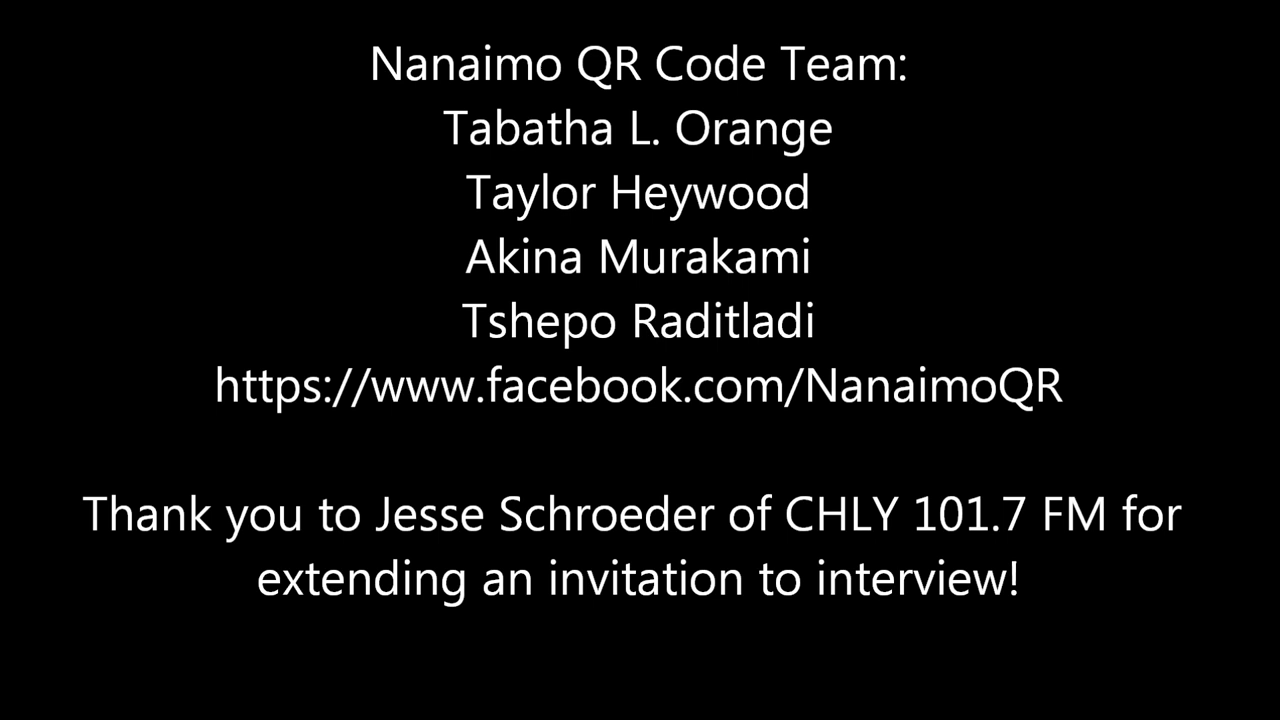 Nanaimo QR Code Team:
Tabatha L. Orange
Taylor Heywood
Akina Murakami
Tshepo Raditladi
https://www.facebook.com/NanaimoQR
Thank you to Jesse Schroeder of CHLY 101.7 FM for
extending an invitation to interview!